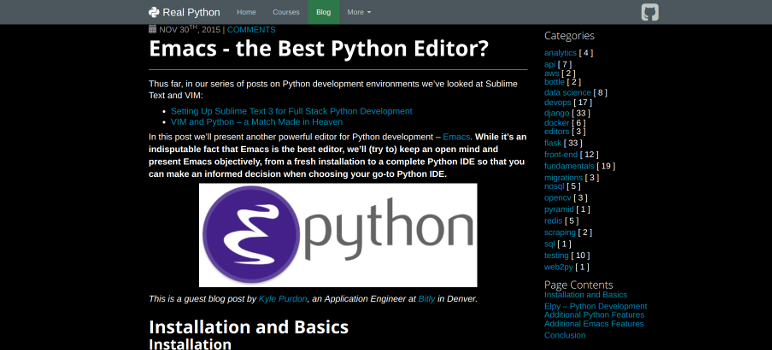 Real Python
Home
Courses
Blog
More
NOV 30TH, 2015 | COMMENTS
Emacs - the Best Python Editor?
Thus far, in our series of posts on Python development environments we've looked at Sublime
Text and VIM:
• Setting Up Sublime Text 3 for Full Stack Python Development
• VIM and Python – a Match Made in Heaven
In this post we'll present another powerful editor for Python development – Emacs. While it's an
indisputable fact that Emacs is the best editor, we'll (try to) keep an open mind and
present Emacs objectively, from a fresh installation to a complete Python IDE so that you
can make an informed decision when choosing your go-to Python IDE.
python
This is a guest blog post by Kyle Purdon, an Application Engineer at Bitly in Denver.
Installation and Basics
Installation
Categories
analytics [ 4 ]
api [ 7 ]
aws [ 2 ]
bottle [ 2 ]
data science [ 8 ]
devops [ 17 ]
django [ 33 ]
docker [ 6 ]
editors [ 3 ]
flask [ 33 ]
front-end [ 12 ]
fundamentals [ 19 ]
migrations [ 3 ]
nosql [ 5 ]
opencv [ 3 ]
pyramid [ 1 ]
redis [ 5 ]
scraping [ 2 ]
sql [ 1 ]
testing [ 10 ]
web2py [ 1 ]
Page Contents
Installation and Basics
Elpy – Python Development
Additional Python Features
Additional Emacs Features
Conclusion